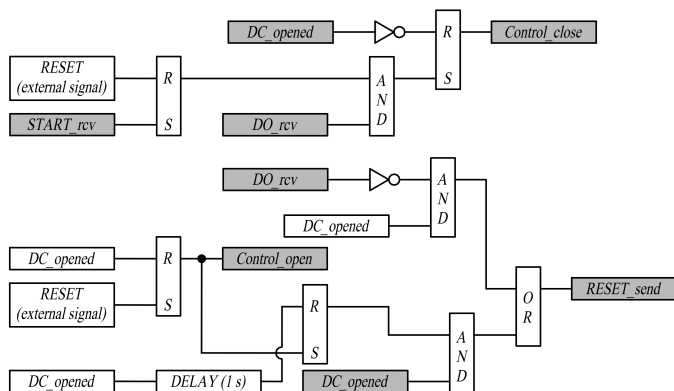 DC_opened
R
S
Control_close
RESET
(external signal)
R
S
A
N
D
START_rcv
DO_rcv
DO_rcv
A
N
D
DC_opened
DC_opened
R
S
Control_open
RESET
(external signal)
R
S
O
R
RESET_send
A
N
D
DC_opened
DELAY (1 s)
DC_opened